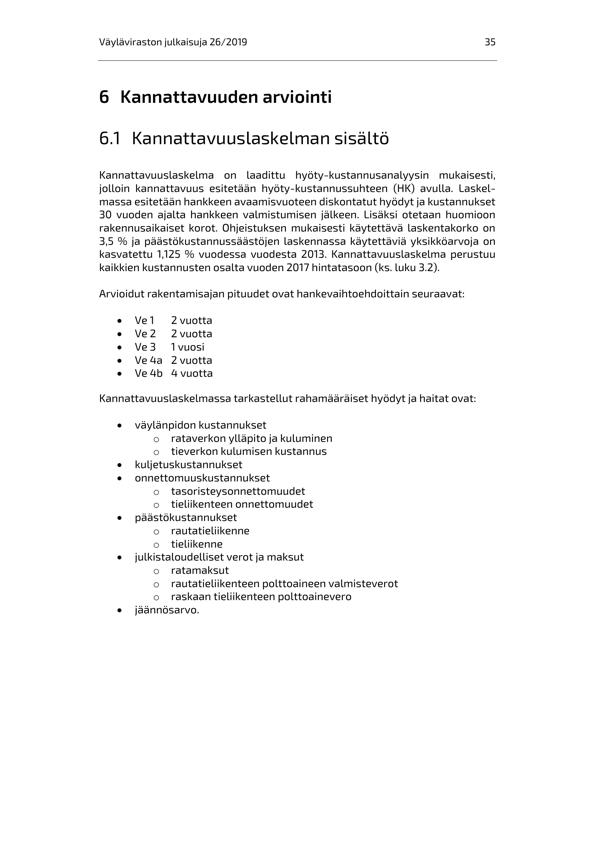 Väyläviraston julkaisuja 26/2019 35
6 Kannattavuuden arviointi
6.1 Kannattavuuslaskelman sisältö
Kannattavuuslaskelma on laadittu hyöty-kustannusanalyysin mukaisesti,
jolloin kannattavuus esitetään hyöty-kustannussuhteen (HK) avulla. Laskel-
massa esitetään hankkeen avaamisvuoteen diskontatut hyödyt ja kustannukset
30 vuoden ajalta hankkeen valmistumisen jälkeen. Lisäksi otetaan huomioon
rakennusaikaiset korot. Ohjeistuksen mukaisesti käytettävä laskentakorko on
3,5 % ja päästökustannussäästöjen laskennassa käytettäviä yksikköarvoja on
kasvatettu 1,125 % vuodessa vuodesta 2013. Kannattavuuslaskelma perustuu
kaikkien kustannusten osalta vuoden 2017 hintatasoon (ks. luku 3.2).
Arvioidut rakentamisajan pituudet ovat hankevaihtoehdoittain seuraavat:
• Ve 1 2 vuotta
• Ve 2 2 vuotta
• Ve 3 1 vuosi
• Ve 4a 2 vuotta
• Ve 4b 4 vuotta
Kannattavuuslaskelmassa tarkastellut rahamääräiset hyödyt ja haitat ovat:
• väylänpidon kustannukset
o rataverkon ylläpito ja kuluminen
o tieverkon kulumisen kustannus
• kuljetuskustannukset
• onnettomuuskustannukset
o tasoristeysonnettomuudet
o tieliikenteen onnettomuudet
• päästökustannukset
o rautatieliikenne
o tieliikenne
• julkistaloudelliset verot ja maksut
o ratamaksut
o rautatieliikenteen polttoaineen valmisteverot
o raskaan tieliikenteen polttoainevero
• jäännösarvo.